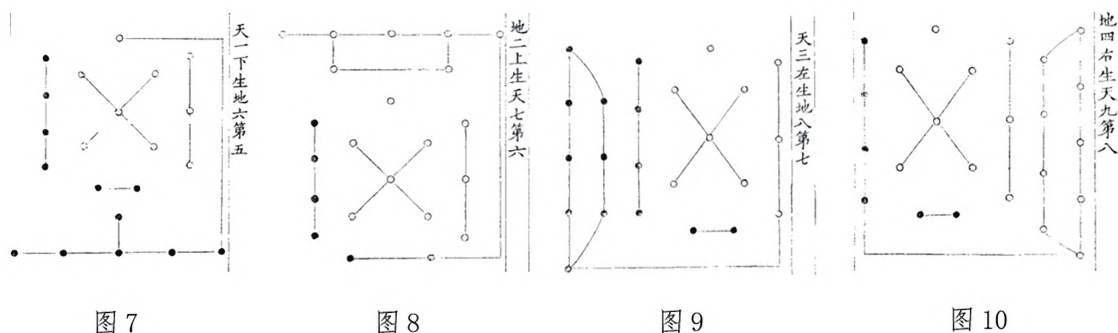 天一下生地六第五
地二上生天七第六
天三左生地八第七
地四右生天九第八
图 7
图 8
图 9
图 10